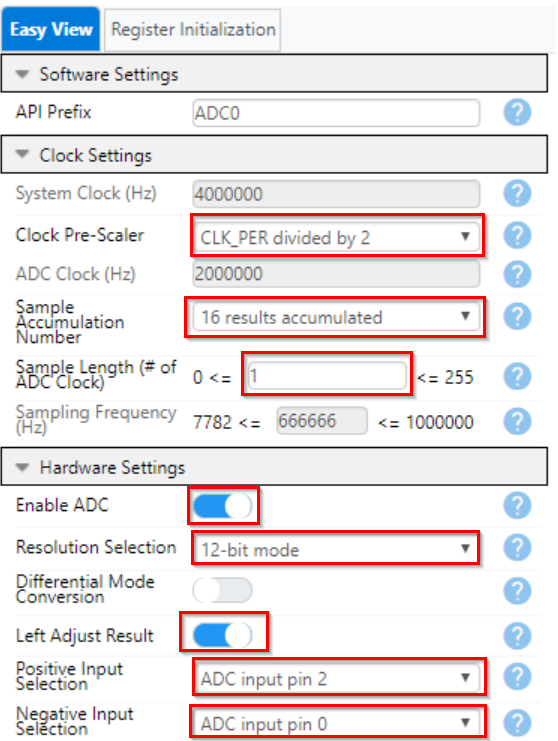 Easy View Register Initialization
Software Settings
API Prefix ADC0 ?
Clock Settings
System Clock (Hz) 4000000 ?
Clock Pre-Scaler CLK_PER divided by 2 ?
ADC Clock (Hz) 2000000 ?
Sample
Accumulation
Number 16 results accumulated ?
Sample Length (# of
ADC Clock) 0 <= 1 <= 255 ?
Sampling Frequency
(Hz) 7782 <= 666666 <= 1000000 ?
Hardware Settings
Enable ADC ?
Resolution Selection 12-bit mode ?
Differential Mode
Conversion ?
Left Adjust Result ?
Positive Input
Selection ADC input pin 2 ?
Negative Input
Selection ADC input pin 0 ?